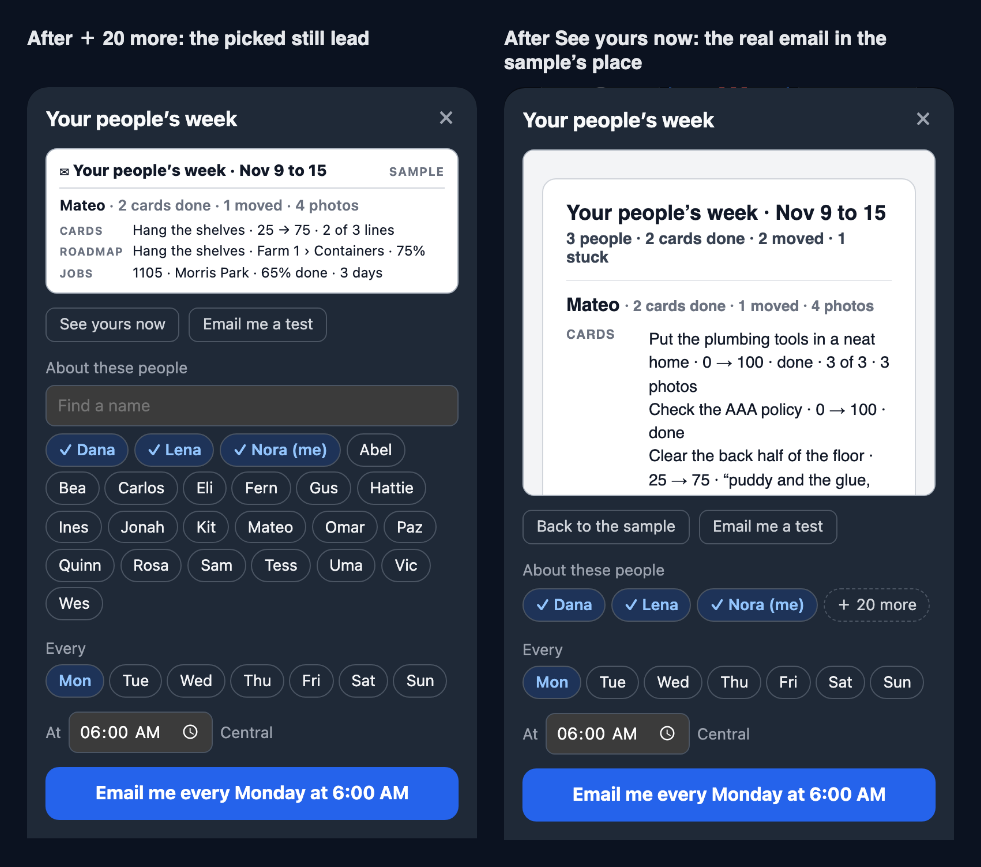 After + 20 more: the picked still lead
Your people's week ×
✉ Your people's week · Nov 9 to 15 SAMPLE
Mateo · 2 cards done · 1 moved · 4 photos
CARDS Hang the shelves · 25 → 75 · 2 of 3 lines
ROADMAP Hang the shelves · Farm 1 › Containers · 75%
JOBS 1105 · Morris Park · 65% done · 3 days
See yours now Email me a test
About these people
Find a name
✓ Dana ✓ Lena ✓ Nora (me) Abel
Bea Carlos Eli Fern Gus Hattie
Ines Jonah Kit Mateo Omar Paz
Quinn Rosa Sam Tess Uma Vic
Wes
Every
Mon Tue Wed Thu Fri Sat Sun
At 06:00 AM Central
Email me every Monday at 6:00 AM
After See yours now: the real email in the
sample's place
Your people's week ×
Your people's week · Nov 9 to 15
3 people · 2 cards done · 2 moved · 1
stuck
Mateo · 2 cards done · 1 moved · 4 photos
CARDS Put the plumbing tools in a neat
home · 0 → 100 · done · 3 of 3 · 3
photos
Check the AAA policy · 0 → 100 ·
done
Clear the back half of the floor ·
25 → 75 · “puddy and the glue,
Back to the sample Email me a test
About these people
✓ Dana ✓ Lena ✓ Nora (me) + 20 more
Every
Mon Tue Wed Thu Fri Sat Sun
At 06:00 AM Central
Email me every Monday at 6:00 AM